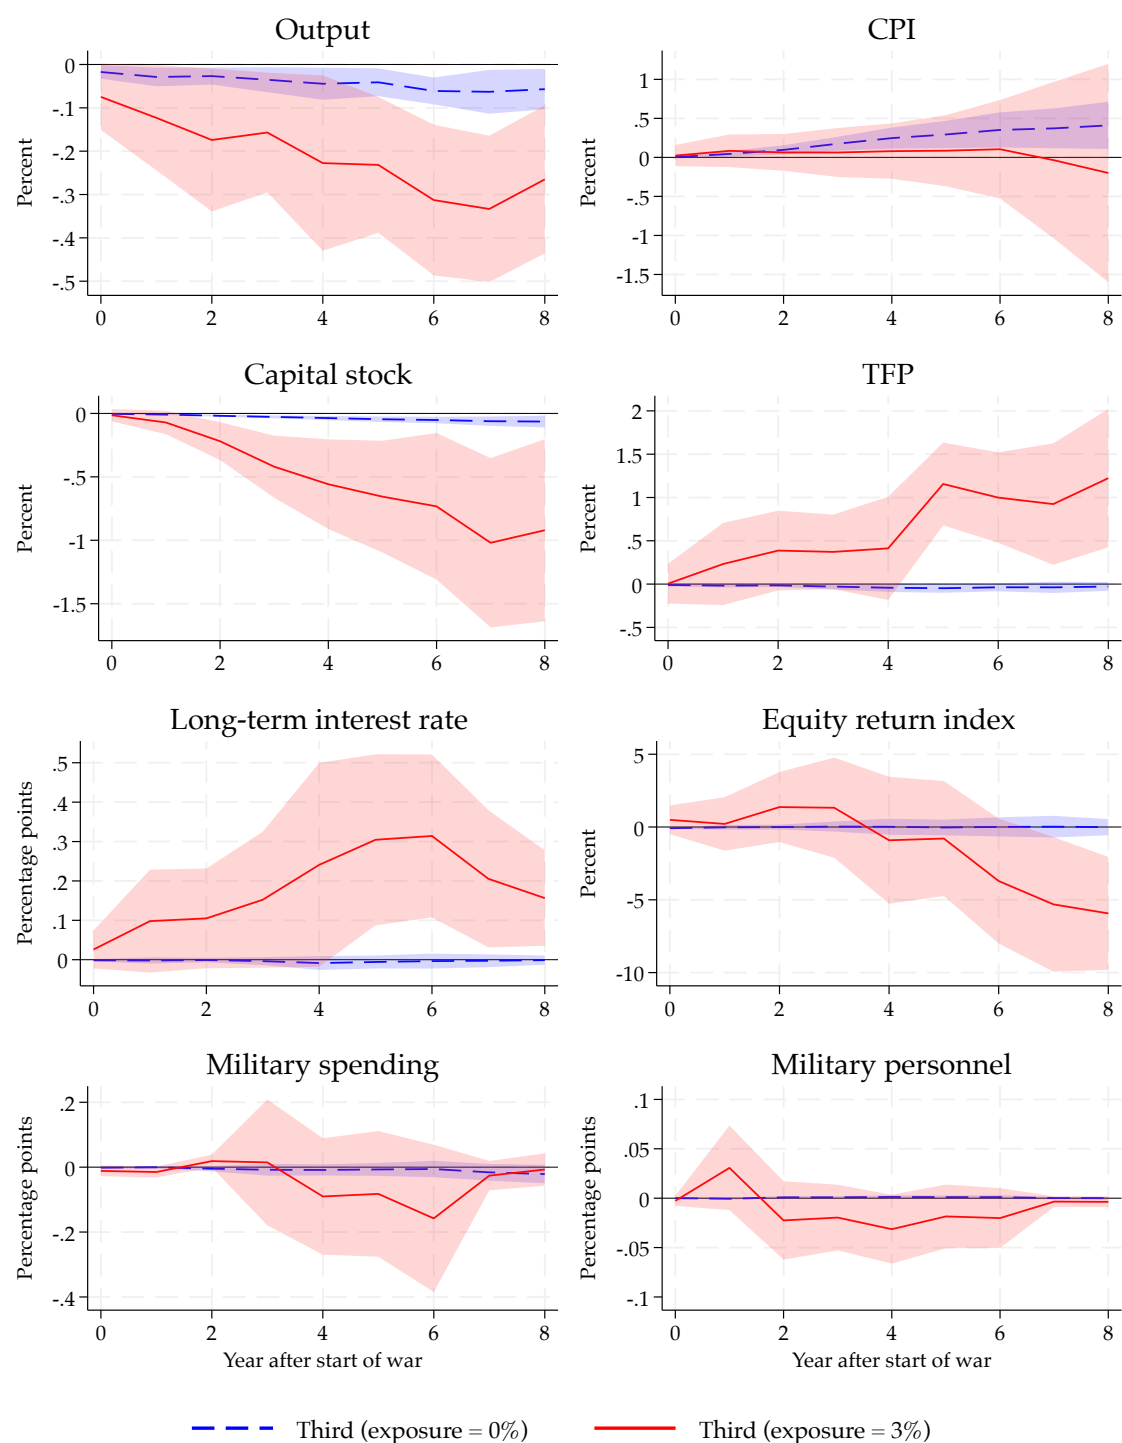 Output
CPI
Percent
0
-.1
-.2
-.3
-.4
-.5
0 2 4 6 8
Percent
1
.5
0
-.5
-1
-1.5
0 2 4 6 8
Capital stock
TFP
Percent
0
-.5
-1
-1.5
0 2 4 6 8
Percent
2
1.5
1
.5
0
-.5
0 2 4 6 8
Long-term interest rate
Equity return index
Percentage points
.5
.4
.3
.2
.1
0
0 2 4 6 8
Percent
5
0
-5
-10
0 2 4 6 8
Military spending
Military personnel
Percentage points
.2
0
-.2
-.4
0 2 4 6 8
Year after start of war
Percentage points
.1
.05
0
-.05
-.1
0 2 4 6 8
Year after start of war
Third (exposure = 0%)
Third (exposure = 3%)